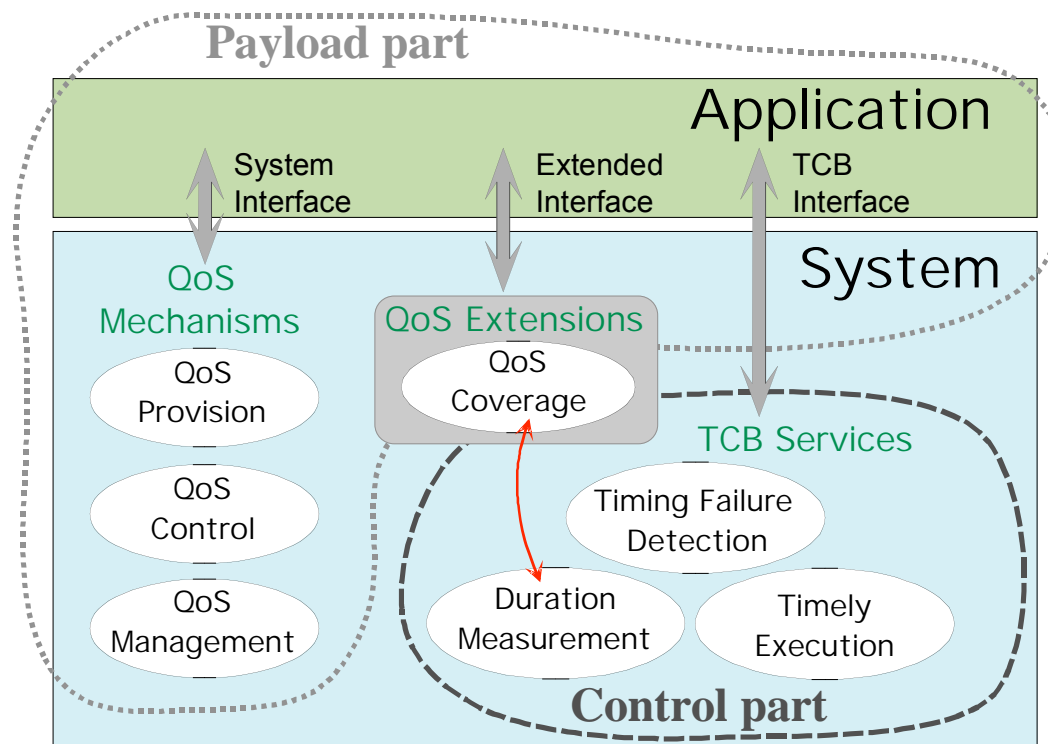 Payload part
Application
System
Interface
Extended
Interface
TCB
Interface
System
QoS
Mechanisms
QoS
Provision
QoS
Control
QoS
Management
QoS Extensions
QoS
Coverage
TCB Services
Timing Failure
Detection
Duration
Measurement
Timely
Execution
Control part